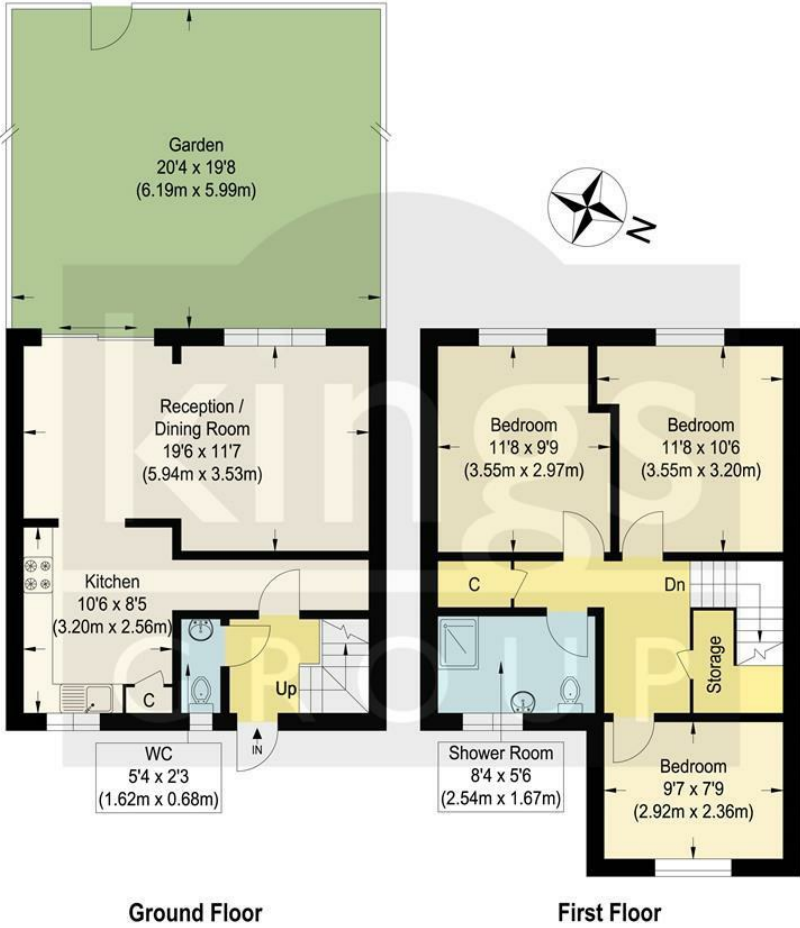 Garden
20'4 x 19'8
(6.19m x 5.99m)
N
Reception /
Dining Room
19'6 x 11'7
(5.94m x 3.53m)
Kitchen
10'6 x 8'5
(3.20m x 2.56m)
C
Up
IN
WC
5'4 x 2'3
(1.62m x 0.68m)
Ground Floor
Bedroom
11'8 x 9'9
(3.55m x 2.97m)
Bedroom
11'8 x 10'6
(3.55m x 3.20m)
C
Dn
Storage
Shower Room
8'4 x 5'6
(2.54m x 1.67m)
Bedroom
9'7 x 7'9
(2.92m x 2.36m)
First Floor
kings
GROUP